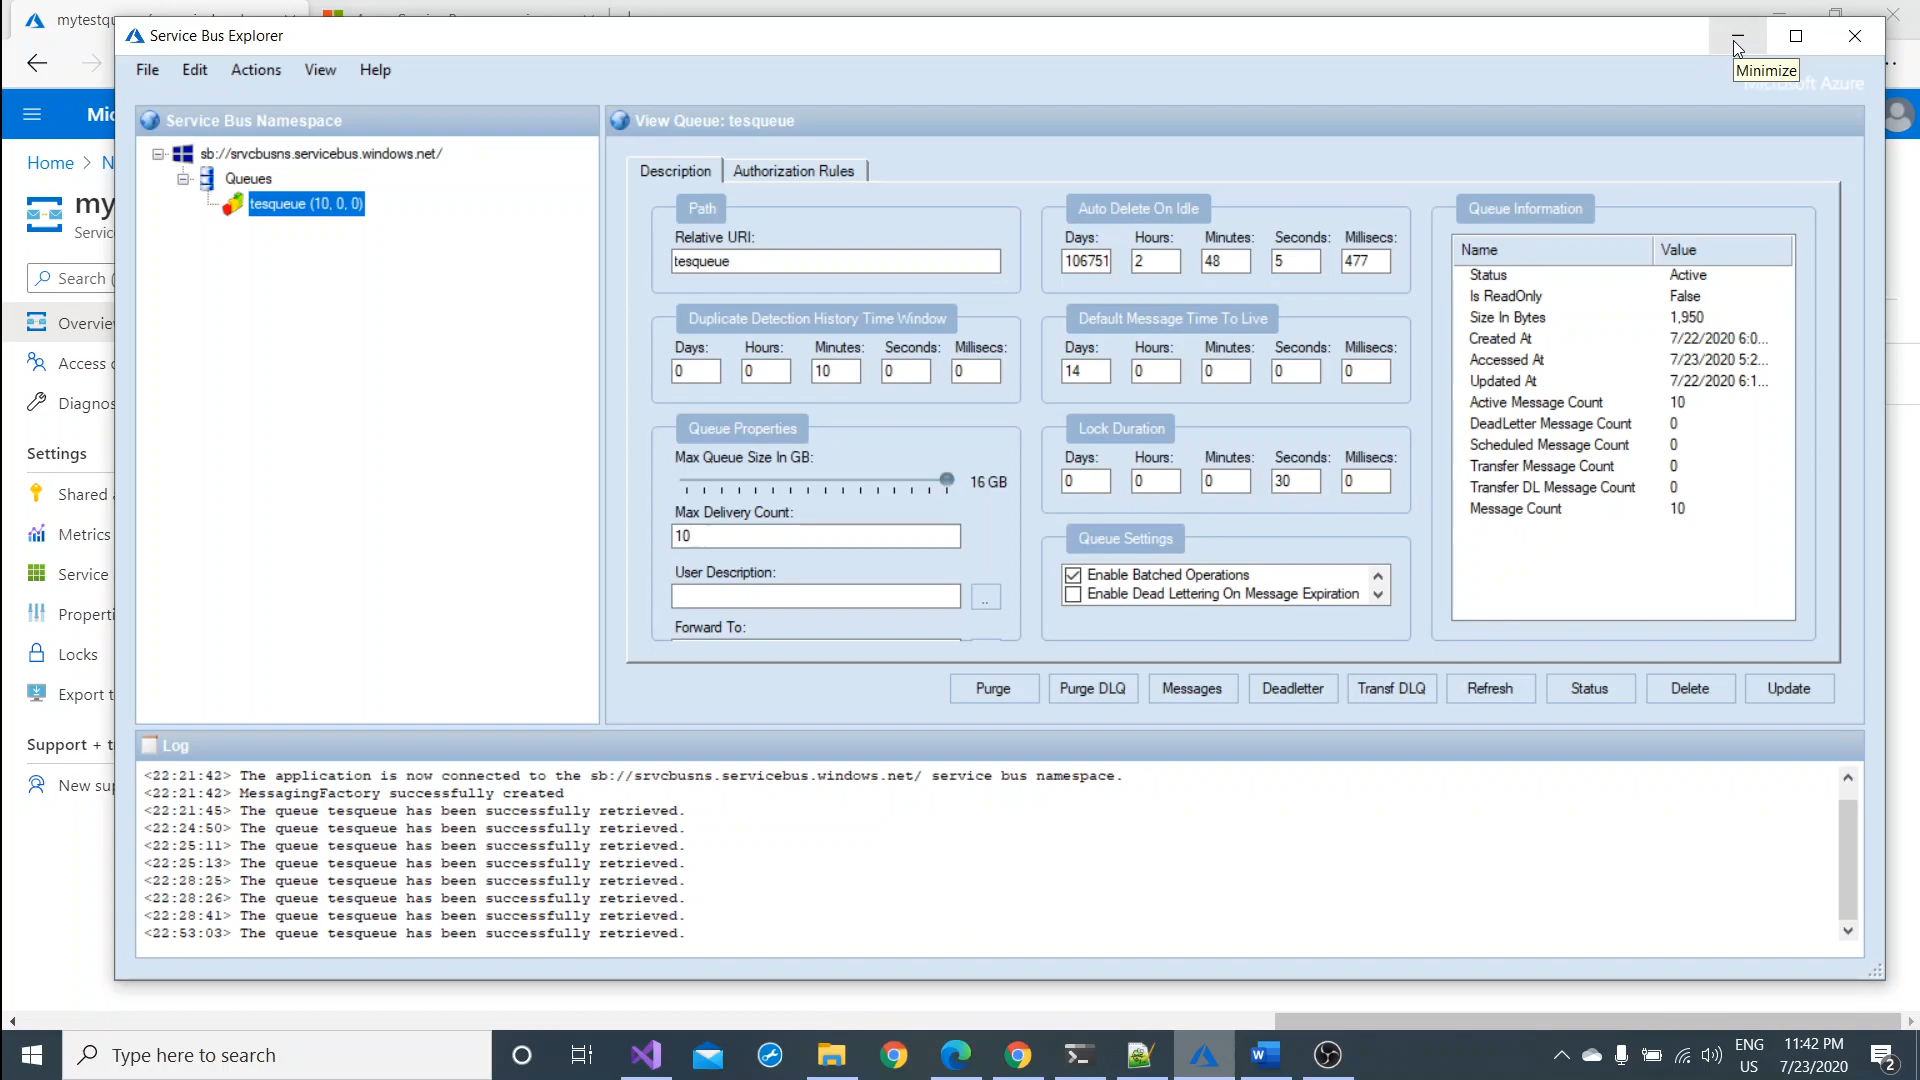 mytestqu
Service Bus Explorer
Minimize
File Edit Actions View Help
Microsoft Azure
Mic
Home > N
my
Servic
Search (
Overvie
Access c
Diagnos
Settings
Shared a
Metrics
Service
Properti
Locks
Export t
Support + t
New sup
Service Bus Namespace
sb://srvcbusns.servicebus.windows.net/
Queues
tesqueue (10, 0, 0)
View Queue: tesqueue
Description Authorization Rules
Path
Relative URI:
tesqueue
Duplicate Detection History Time Window
Days: Hours: Minutes: Seconds: Millisecs:
0 0 10 0 0
Queue Properties
Max Queue Size In GB:
16 GB
Max Delivery Count:
10
User Description:
..
Forward To:
Auto Delete On Idle
Days: Hours: Minutes: Seconds: Millisecs:
106751 2 48 5 477
Default Message Time To Live
Days: Hours: Minutes: Seconds: Millisecs:
14 0 0 0 0
Lock Duration
Days: Hours: Minutes: Seconds: Millisecs:
0 0 0 30 0
Queue Settings
Enable Batched Operations
Enable Dead Lettering On Message Expiration
Queue Information
Name Value
Status Active
Is ReadOnly False
Size In Bytes 1,950
Created At 7/22/2020 6:0...
Accessed At 7/23/2020 5:2...
Updated At 7/22/2020 6:1...
Active Message Count 10
DeadLetter Message Count 0
Scheduled Message Count 0
Transfer Message Count 0
Transfer DL Message Count 0
Message Count 10
Purge Purge DLQ Messages Deadletter Transf DLQ Refresh Status Delete Update
Log
<22:21:42> The application is now connected to the sb://srvcbusns.servicebus.windows.net/ service bus namespace.
<22:21:42> MessagingFactory successfully created
<22:21:45> The queue tesqueue has been successfully retrieved.
<22:24:50> The queue tesqueue has been successfully retrieved.
<22:25:11> The queue tesqueue has been successfully retrieved.
<22:25:13> The queue tesqueue has been successfully retrieved.
<22:28:25> The queue tesqueue has been successfully retrieved.
<22:28:26> The queue tesqueue has been successfully retrieved.
<22:28:41> The queue tesqueue has been successfully retrieved.
<22:53:03> The queue tesqueue has been successfully retrieved.
Type here to search
ENG
US
11:42 PM
7/23/2020
2